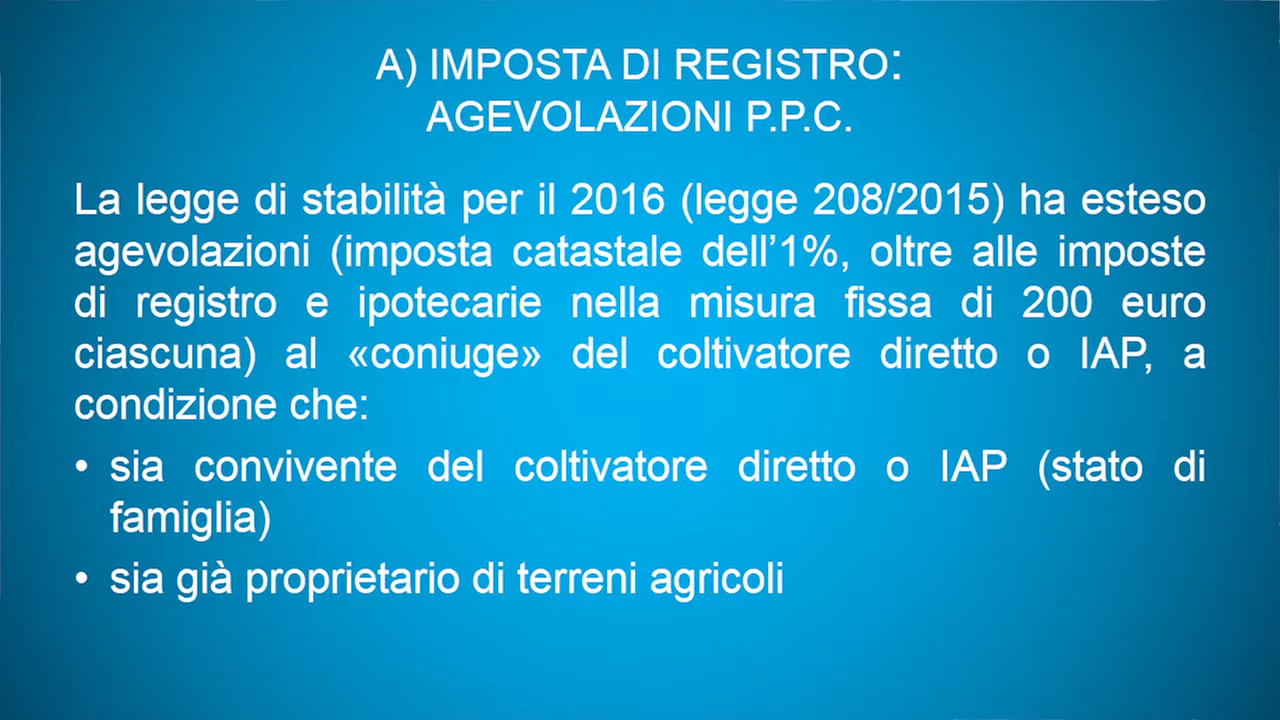 A) IMPOSTA DI REGISTRO:
AGEVOLAZIONI P.P.C.
La legge di stabilità per il 2016 (legge 208/2015) ha esteso
agevolazioni (imposta catastale dell’1%, oltre alle imposte
di registro e ipotecarie nella misura fissa di 200 euro
ciascuna) al «coniuge» del coltivatore diretto o IAP, a
condizione che:
• sia convivente del coltivatore diretto o IAP (stato di
famiglia)
• sia già proprietario di terreni agricoli